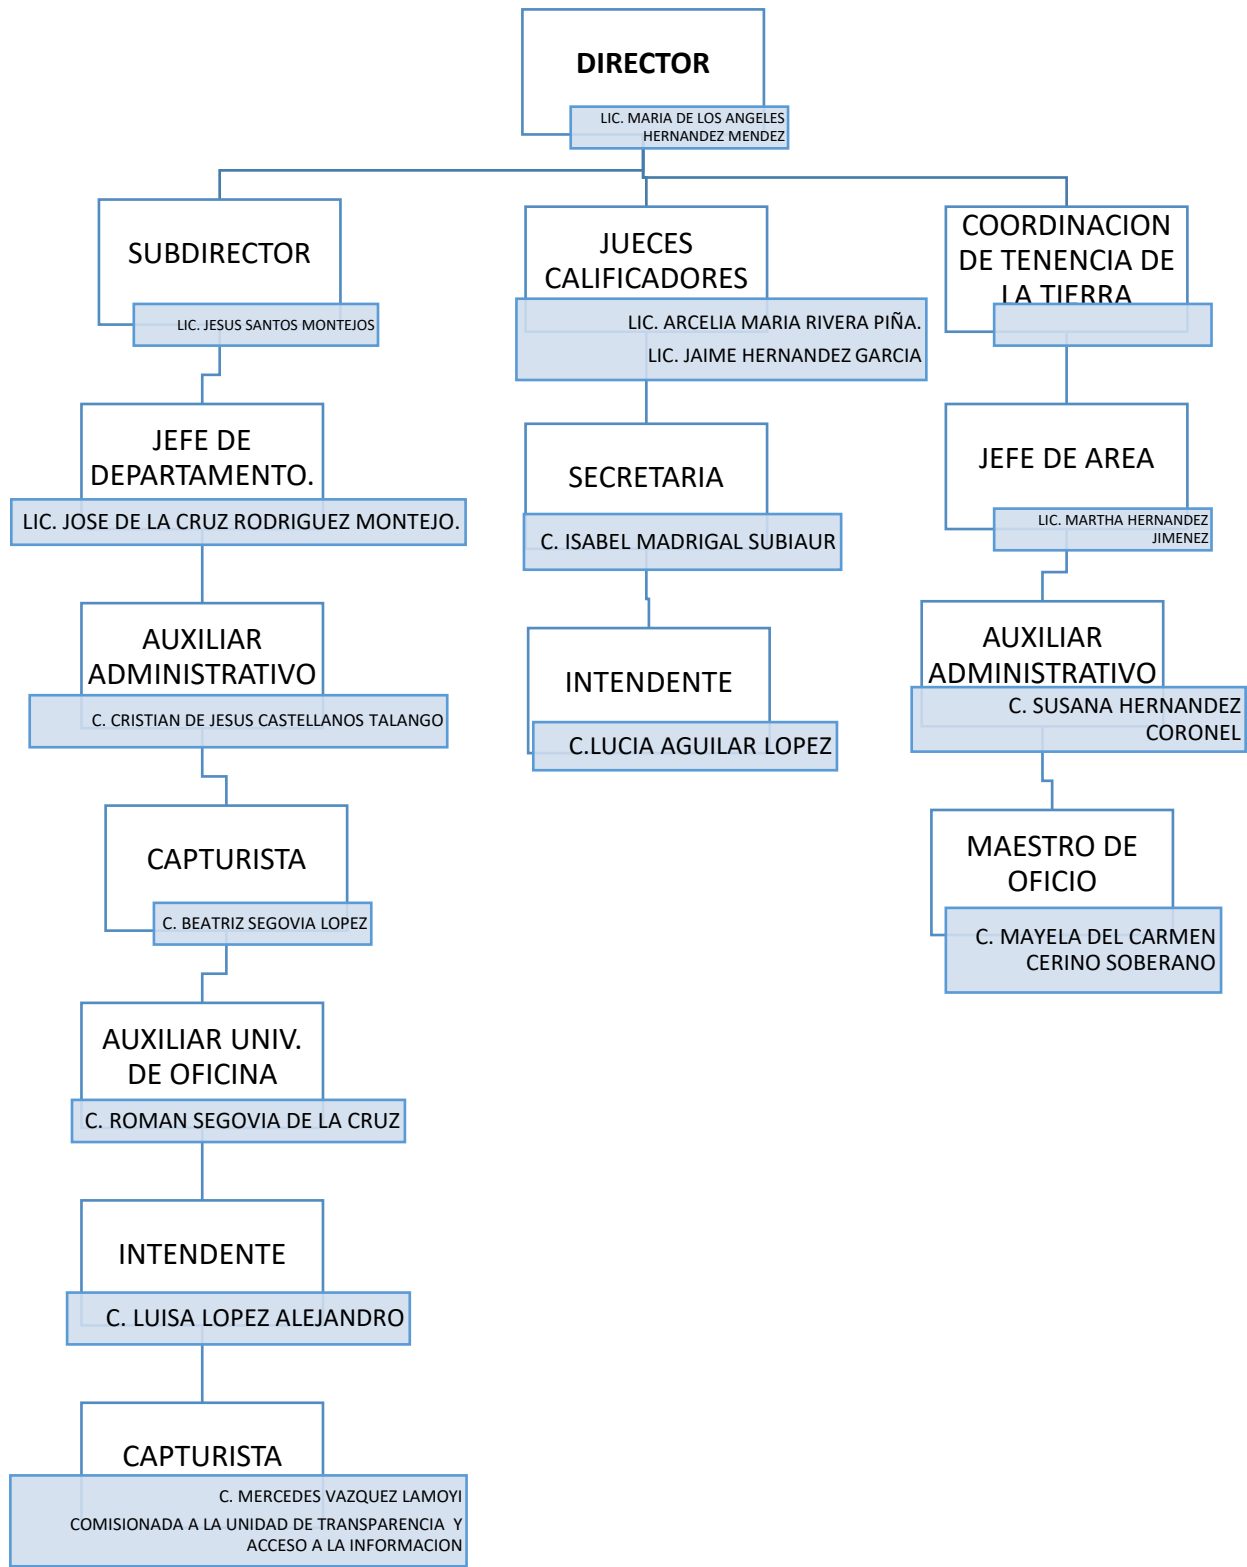 DIRECTOR
LIC. MARIA DE LOS ANGELES
HERNANDEZ MENDEZ
SUBDIRECTOR
LIC. JESUS SANTOS MONTEJOS
JEFE DE
DEPARTAMENTO.
LIC. JOSE DE LA CRUZ RODRIGUEZ MONTEJO.
AUXILIAR
ADMINISTRATIVO
C. CRISTIAN DE JESUS CASTELLANOS TALANGO
CAPTURISTA
C. BEATRIZ SEGOVIA LOPEZ
AUXILIAR UNIV.
DE OFICINA
C. ROMAN SEGOVIA DE LA CRUZ
INTENDENTE
C. LUISA LOPEZ ALEJANDRO
CAPTURISTA
C. MERCEDES VAZQUEZ LAMOYI
COMISIONADA A LA UNIDAD DE TRANSPARENCIA Y
ACCESO A LA INFORMACION
JUECES
CALIFICADORES
LIC. ARCELIA MARIA RIVERA PIÑA.
LIC. JAIME HERNANDEZ GARCIA
SECRETARIA
C. ISABEL MADRIGAL SUBIAUR
INTENDENTE
C.LUCIA AGUILAR LOPEZ
COORDINACION
DE TENENCIA DE
LA TIERRA
JEFE DE AREA
LIC. MARTHA HERNANDEZ
JIMENEZ
AUXILIAR
ADMINISTRATIVO
C. SUSANA HERNANDEZ
CORONEL
MAESTRO DE
OFICIO
C. MAYELA DEL CARMEN
CERINO SOBERANO